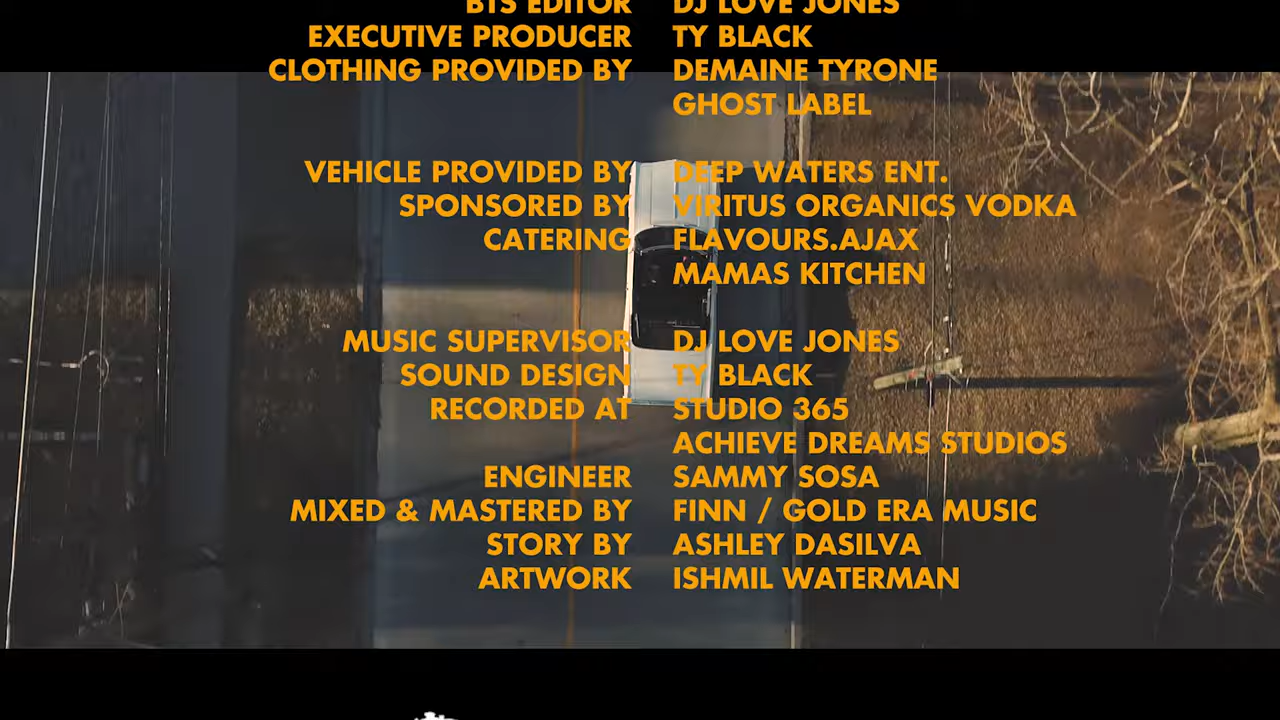 BTS EDITOR DJ LOVE JONES
EXECUTIVE PRODUCER TY BLACK
CLOTHING PROVIDED BY DEMAINE TYRONE
GHOST LABEL
VEHICLE PROVIDED BY DEEP WATERS ENT.
SPONSORED BY VIRITUS ORGANICS VODKA
CATERING FLAVOURS.AJAX
MAMAS KITCHEN
MUSIC SUPERVISOR DJ LOVE JONES
SOUND DESIGN TY BLACK
RECORDED AT STUDIO 365
ACHIEVE DREAMS STUDIOS
ENGINEER SAMMY SOSA
MIXED & MASTERED BY FINN / GOLD ERA MUSIC
STORY BY ASHLEY DASILVA
ARTWORK ISHMIL WATERMAN